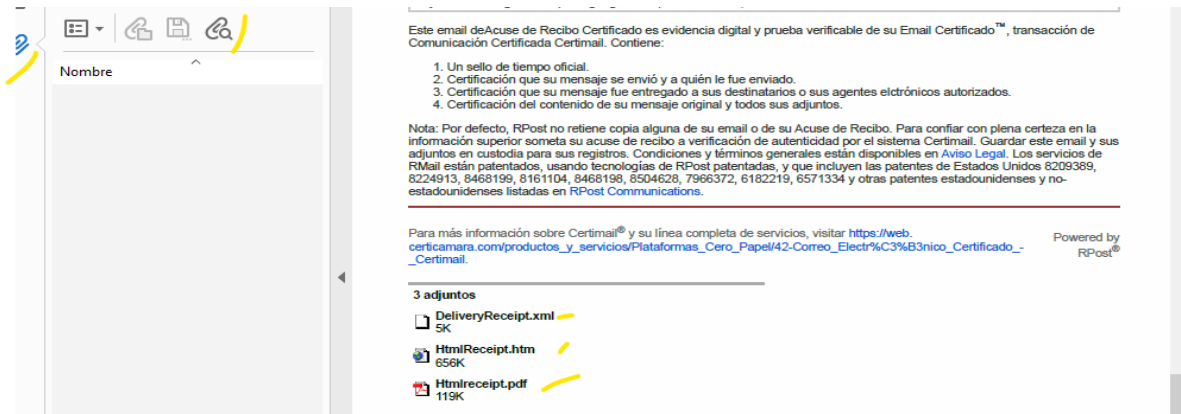 Nombre
Este email deAcuse de Recibo Certificado es evidencia digital y prueba verificable de su Email Certificado™, transacción de
Comunicación Certificada Certimail. Contiene:
1. Un sello de tiempo oficial.
2. Certificación que su mensaje se envió y a quién le fue enviado.
3. Certificación que su mensaje fue entregado a sus destinatarios o sus agentes elctrónicos autorizados.
4. Certificación del contenido de su mensaje original y todos sus adjuntos.
Nota: Por defecto, RPost no retiene copia alguna de su email o de su Acuse de Recibo. Para confiar con plena certeza en la
información superior someta su acuse de recibo a verificación de autenticidad por el sistema Certimail. Guardar este email y sus
adjuntos en custodia para sus registros. Condiciones y términos generales están disponibles en Aviso Legal. Los servicios de
RMail están patentados, usando tecnologías de RPost patentadas, y que incluyen las patentes de Estados Unidos 8209389,
8224913, 8468199, 8161104, 8468198, 8504628, 7966372, 6182219, 6571334 y otras patentes estadounidenses y no-
estadounidenses listadas en RPost Communications.
Para más información sobre Certimail® y su línea completa de servicios, visitar https://web.
certicamara.com/productos_y_servicios/Plataformas_Cero_Papel/42-Correo_Electr%C3%B3nico_Certificado_-
_Certimail.
Powered by
RPost®
3 adjuntos
DeliveryReceipt.xml
5K
HtmlReceipt.htm
656K
Htmlreceipt.pdf
119K